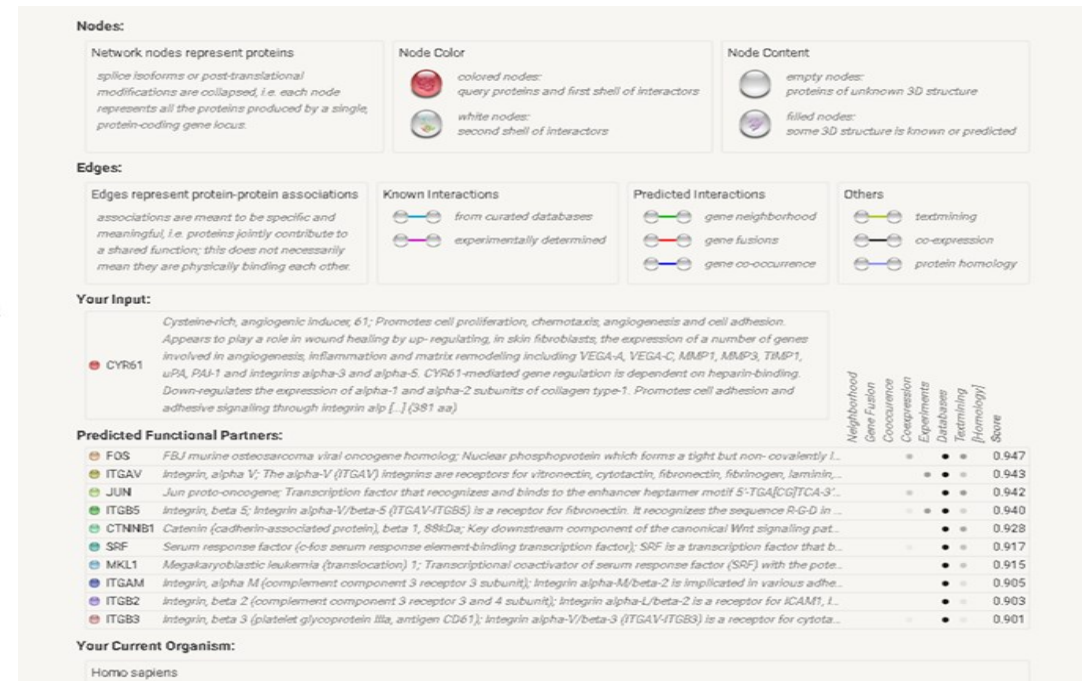 Nodes:
Network nodes represent proteins
splice isoforms or post-translational
modifications are collapsed, i.e. each node
represents all the proteins produced by a single,
protein-coding gene locus.
Node Color
colored nodes:
query proteins and first shell of interactors
white nodes:
second shell of interactors
Node Content
empty nodes:
proteins of unknown 3D structure
filled nodes:
some 3D structure is known or predicted
Edges:
Edges represent protein-protein associations
associations are meant to be specific and
meaningful, i.e. proteins jointly contribute to
a shared function; this does not necessarily
mean they are physically binding each other.
Known Interactions
from curated databases
experimentally determined
Predicted Interactions
gene neighborhood
gene fusions
gene co-occurrence
Others
textmining
co-expression
protein homology
Your Input:
CYR61
Cysteine-rich, angiogenic inducer, 61; Promotes cell proliferation, chemotaxis, angiogenesis and cell adhesion.
Appears to play a role in wound healing by up- regulating, in skin fibroblasts, the expression of a number of genes
involved in angiogenesis, inflammation and matrix remodeling including VEGA-A, VEGA-C, MMP1, MMP3, TIMP1,
uPA, PAI-1 and integrins alpha-3 and alpha-5. CYR61-mediated gene regulation is dependent on heparin-binding.
Down-regulates the expression of alpha-1 and alpha-2 subunits of collagen type-1. Promotes cell adhesion and
adhesive signaling through integrin alp [...] (381 aa)
Neighborhood
Gene Fusion
Cooccurence
Coexpression
Experiments
Databases
Textmining
[Homology]
Score
Predicted Functional Partners:
FOS FBJ murine osteosarcoma viral oncogene homolog; Nuclear phosphoprotein which forms a tight but non- covalently l... 0.947
ITGAV Integrin, alpha V; The alpha-V (ITGAV) integrins are receptors for vitronectin, cytotactin, fibronectin, fibrinogen, laminin,... 0.943
JUN Jun proto-oncogene; Transcription factor that recognizes and binds to the enhancer heptamer motif 5'-TGA[CG]TCA-3'... 0.942
ITGB5 Integrin, beta 5; Integrin alpha-V/beta-5 (ITGAV-ITGB5) is a receptor for fibronectin. It recognizes the sequence R-G-D in ... 0.940
CTNNB1 Catenin (cadherin-associated protein), beta 1, 88kDa; Key downstream component of the canonical Wnt signaling pat... 0.928
SRF Serum response factor (c-fos serum response element-binding transcription factor); SRF is a transcription factor that b... 0.917
MKL1 Megakaryoblastic leukemia (translocation) 1; Transcriptional coactivator of serum response factor (SRF) with the pote... 0.915
ITGAM Integrin, alpha M (complement component 3 receptor 3 subunit); Integrin alpha-M/beta-2 is implicated in various adhe... 0.905
ITGB2 Integrin, beta 2 (complement component 3 receptor 3 and 4 subunit); Integrin alpha-L/beta-2 is a receptor for ICAM1, I... 0.903
ITGB3 Integrin, beta 3 (platelet glycoprotein IIIa, antigen CD61); Integrin alpha-V/beta-3 (ITGAV-ITGB3) is a receptor for cytota... 0.901
Your Current Organism:
Homo sapiens